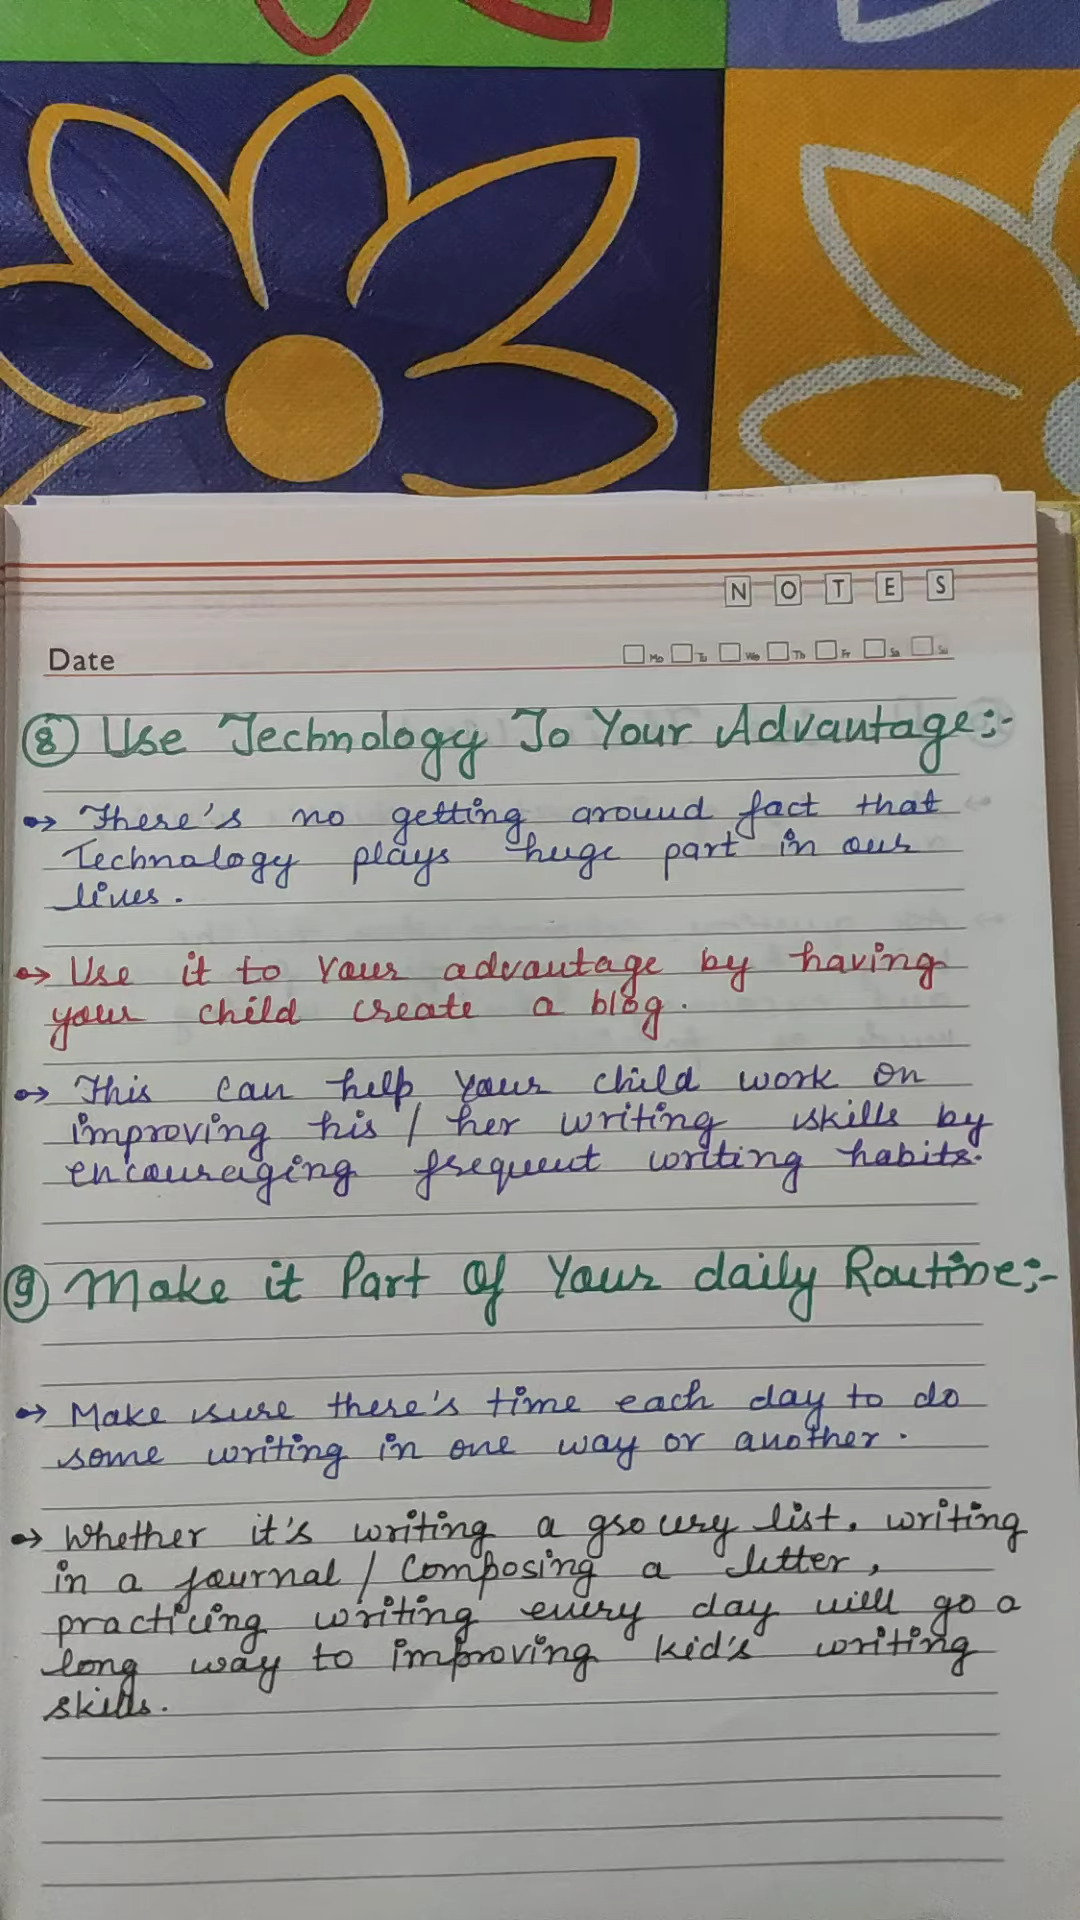 NOTES
Date
Mo Tu We Th Fr Sa Su
8 Use Technology To Your Advantage:-
There's no getting around fact that
Technology plays huge part in our
lives.
Use it to Your advantage by having
your child create a blog.
This can help Your child work on
improving his / her writing skills by
encouraging frequent writing habits.
9 Make it Part Of Your daily Routine:-
Make sure there's time each day to do
some writing in one way or another.
Whether it's writing a grocery list, writing
in a journal / Composing a letter,
practicing writing every day will go a
long way to improving kid's writing
skills.